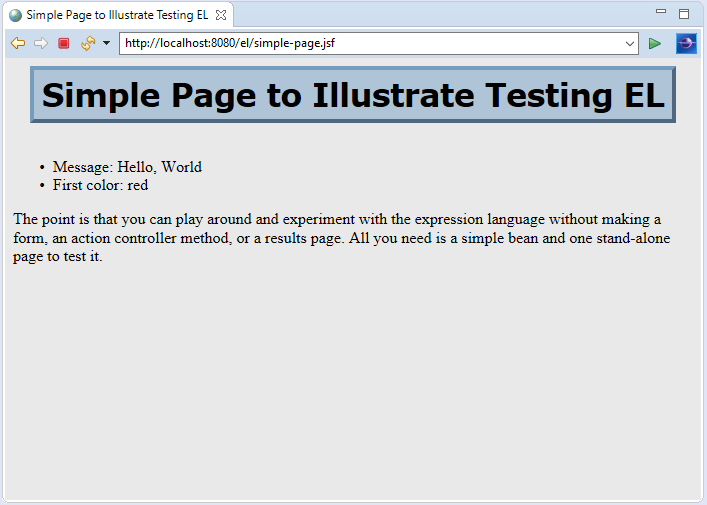 Simple Page to Illustrate Testing EL
http://localhost:8080/el/simple-page.jsf
Simple Page to Illustrate Testing EL
• Message: Hello, World
• First color: red
The point is that you can play around and experiment with the expression language without making a
form, an action controller method, or a results page. All you need is a simple bean and one stand-alone
page to test it.